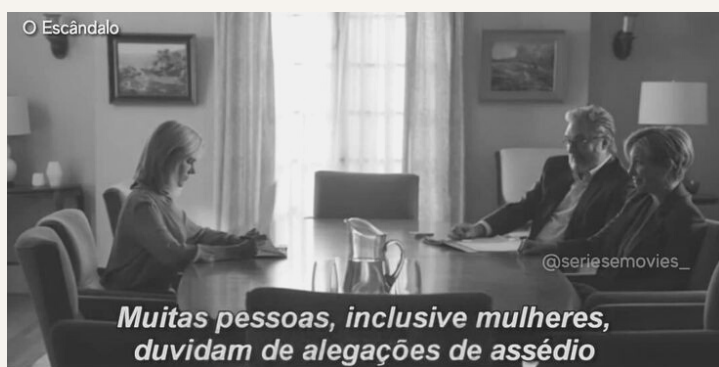 O Escândalo
@seriesemovies_
Muitas pessoas, inclusive mulheres,
duvidam de alegações de assédio